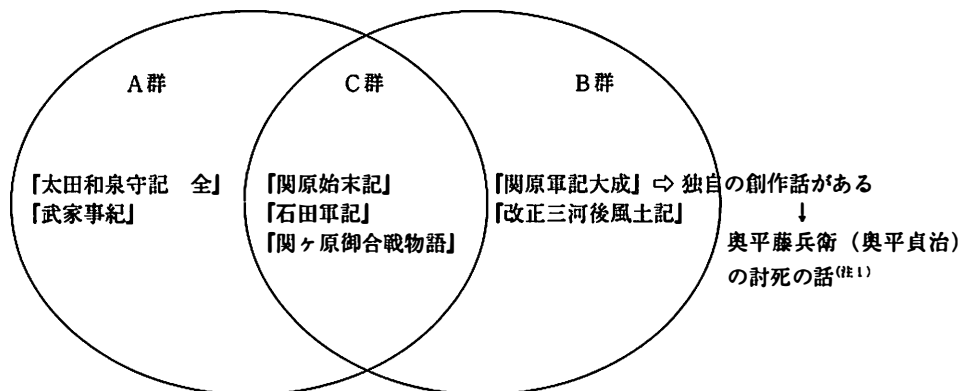 A群
C群
B群
『太田和泉守記　全』
『武家事紀』
『関原始末記』
『石田軍記』
『関ヶ原御合戦物語』
『関原軍記大成』⇨独自の創作話がある
『改正三河後風土記』
↓
奥平藤兵衛（奥平貞治）
の討死の話(注1)